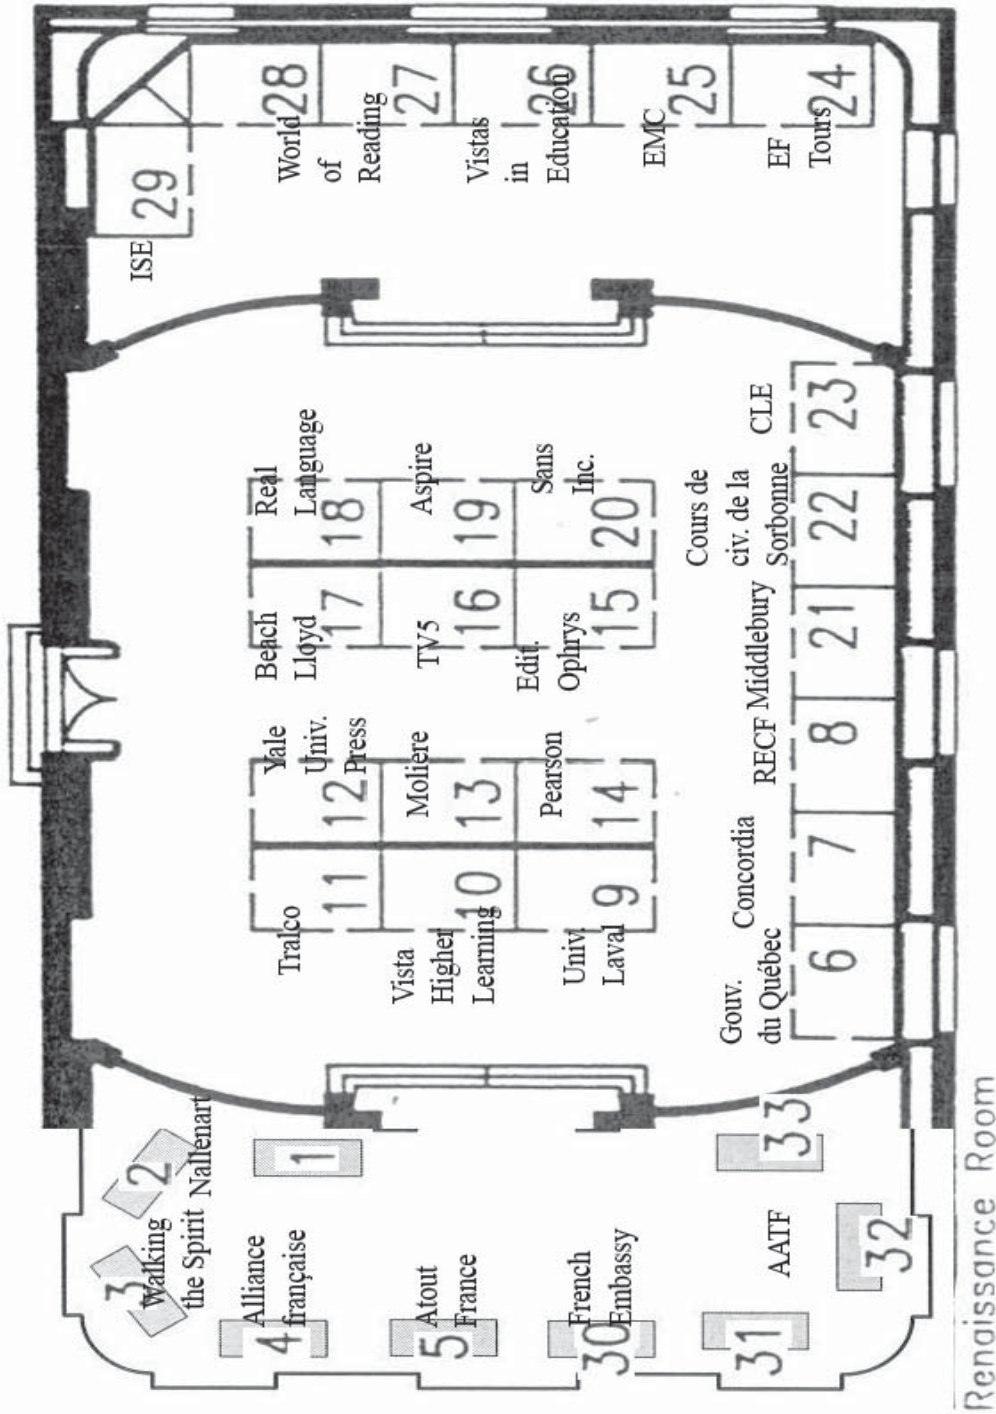 28
World
of
Reading
27
26
Vistas
in
Education
25
EMC
24
EF
Tours
29
ISE
Real
Language
18
Aspire
19
Sans
Inc.
20
Beach
Lloyd
17
TV5
16
Edit.
Ophrys
15
Yale
Univ.
Press
12
Moliere
13
Pearson
14
Tralco
11
Vista
Higher
Learning
10
Univ.
Laval
9
CLE
23
Cours de
civ. de la
Sorbonne
22
Middlebury
21
RECF
8
Concordia
7
Gouv.
du Québec
6
Nallenart
2
1
Walking
the Spirit
3
Alliance
française
4
Atout
France
5
French
Embassy
30
AATF
31
32
33
Renaissance Room